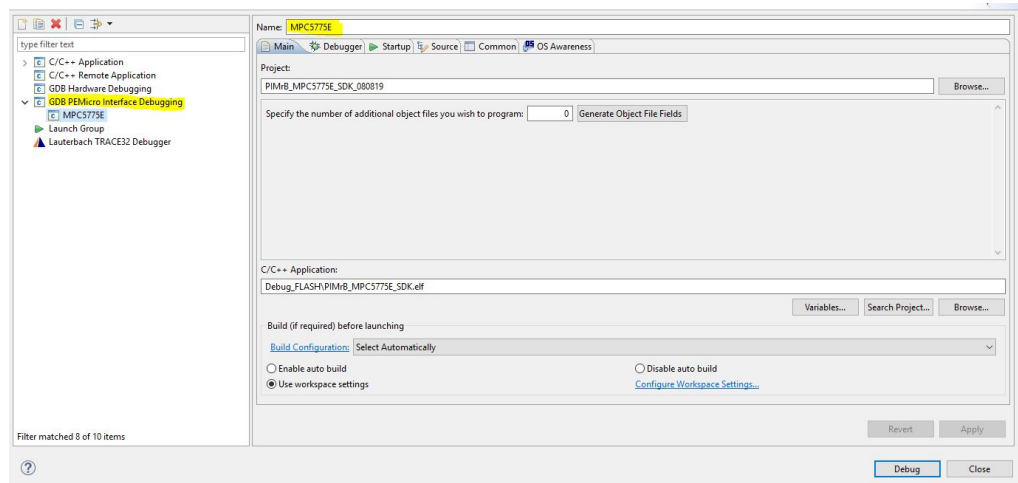 Name: MPC5775E
type filter text
C/C++ Application
C/C++ Remote Application
GDB Hardware Debugging
GDB PEMicro Interface Debugging
MPC5775E
Launch Group
Lauterbach TRACE32 Debugger
Filter matched 8 of 10 items
Main Debugger Startup Source Common OS Awareness
Project:
PIMrB_MPC5775E_SDK_080819 Browse...
Specify the number of additional object files you wish to program: 0 Generate Object File Fields
C/C++ Application:
Debug_FLASH\PIMrB_MPC5775E_SDK.elf
Variables... Search Project... Browse...
Build (if required) before launching
Build Configuration: Select Automatically
Enable auto build Disable auto build
Use workspace settings Configure Workspace Settings...
Revert Apply
Debug Close